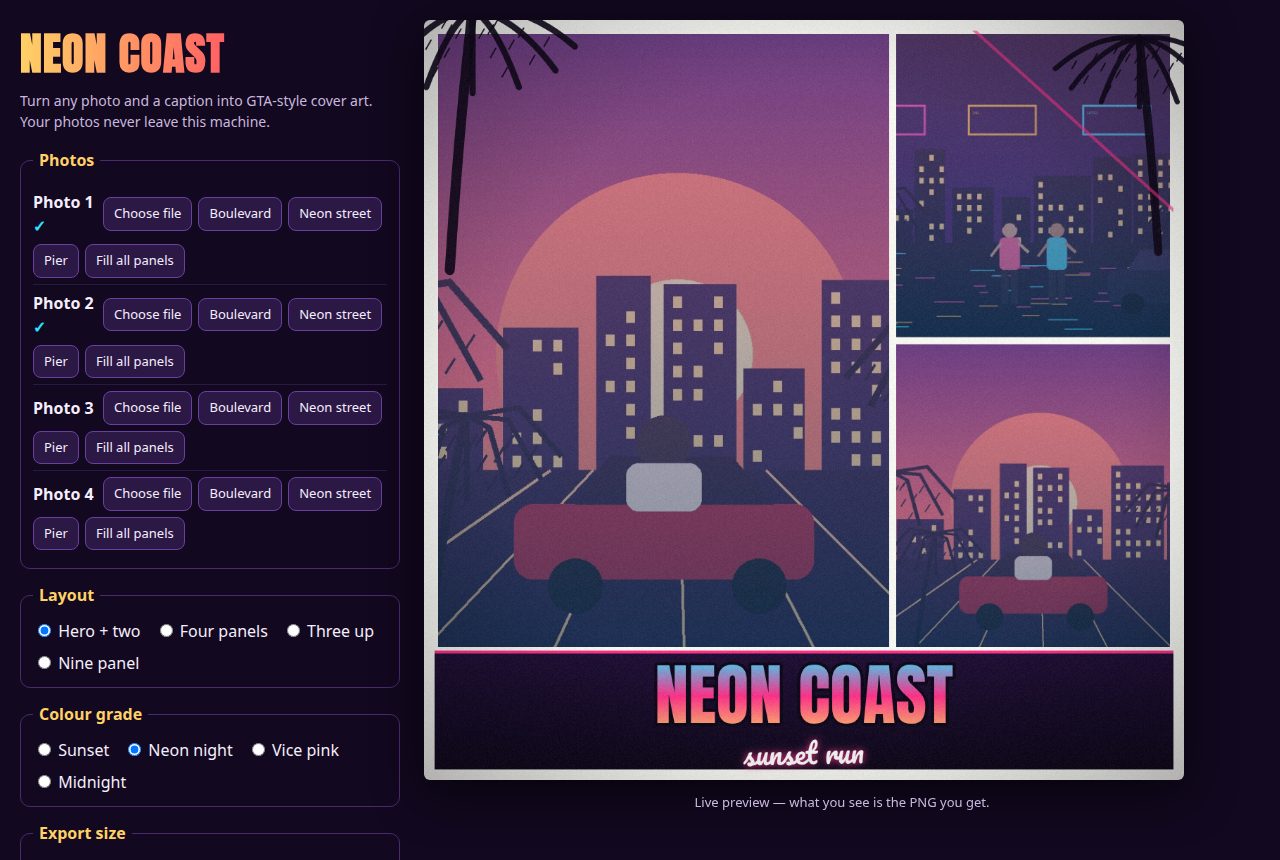 NEON COAST
Turn any photo and a caption into GTA-style cover art.
Your photos never leave this machine.
Photos
Photo 1 ✓ Choose file Boulevard Neon street
Pier Fill all panels
Photo 2 ✓ Choose file Boulevard Neon street
Pier Fill all panels
Photo 3 Choose file Boulevard Neon street
Pier Fill all panels
Photo 4 Choose file Boulevard Neon street
Pier Fill all panels
Layout
Hero + two Four panels Three up
Nine panel
Colour grade
Sunset Neon night Vice pink
Midnight
Export size
NEON COAST
sunset run
Live preview — what you see is the PNG you get.